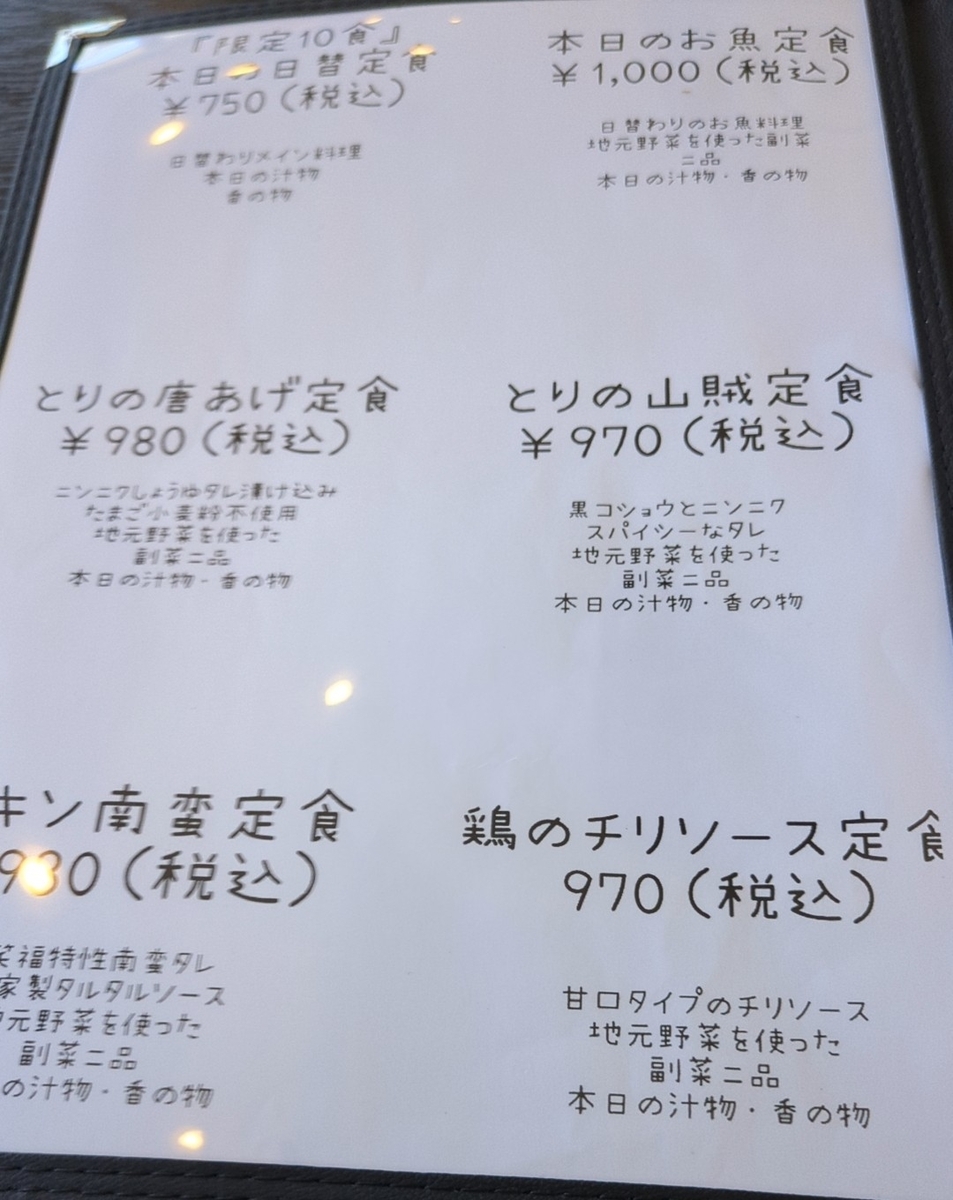 『限定10食』
本日の日替定食
¥750(税込)
日替わりメイン料理
本日の汁物
香の物
本日のお魚定食
¥1,000(税込)
日替わりのお魚料理
地元野菜を使った副菜
二品
本日の汁物・香の物
とりの唐あげ定食
¥980(税込)
ニンニクしょうゆタレ漬け込み
たまご小麦粉不使用
地元野菜を使った
副菜二品
本日の汁物・香の物
とりの山賊定食
¥970(税込)
黒コショウとニンニク
スパイシーなタレ
地元野菜を使った
副菜二品
本日の汁物・香の物
キン南蛮定食
(税込)
笑福特性南蛮タレ
家製タルタルソース
元野菜を使った
副菜二品
の汁物・香の物
鶏のチリソース定食
970(税込)
甘口タイプのチリソース
地元野菜を使った
副菜二品
本日の汁物・香の物